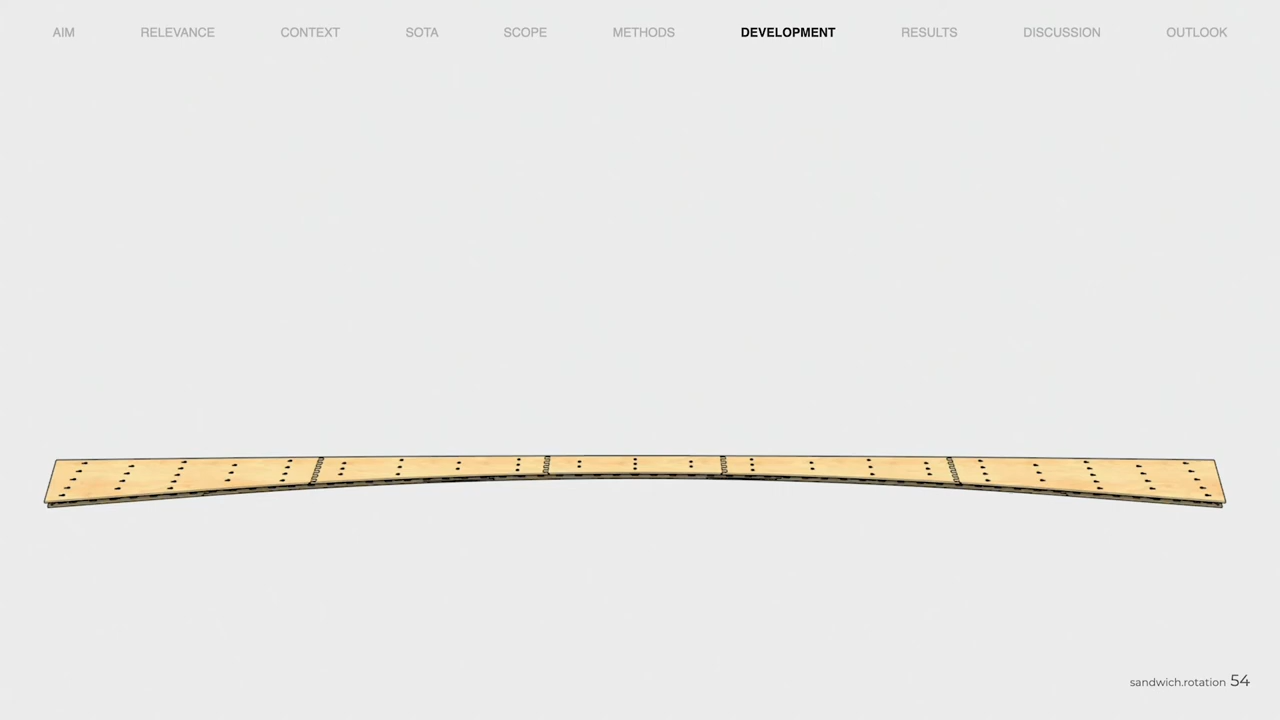 AIM RELEVANCE CONTEXT SOTA SCOPE METHODS DEVELOPMENT RESULTS DISCUSSION OUTLOOK
sandwich.rotation 54